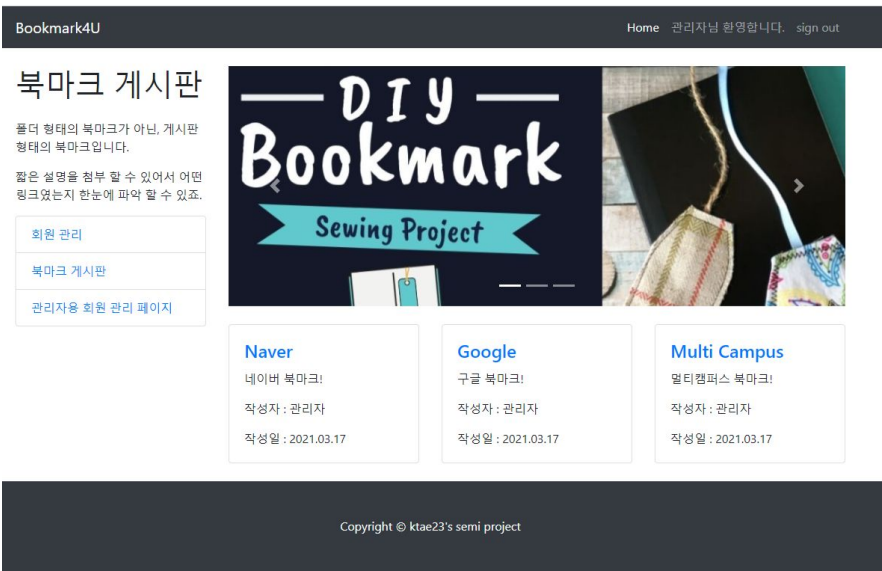 Bookmark4U
Home 관리자님 환영합니다. sign out
북마크 게시판
폴더 형태의 북마크가 아닌, 게시판
형태의 북마크입니다.
짧은 설명을 첨부 할 수 있어서 어떤
링크였는지 한눈에 파악 할 수 있죠.
회원 관리
북마크 게시판
관리자용 회원 관리 페이지
DIY
Bookmark
Sewing Project
Naver
네이버 북마크!
작성자 : 관리자
작성일 : 2021.03.17
Google
구글 북마크!
작성자 : 관리자
작성일 : 2021.03.17
Multi Campus
멀티캠퍼스 북마크!
작성자 : 관리자
작성일 : 2021.03.17
Copyright © ktae23's semi project